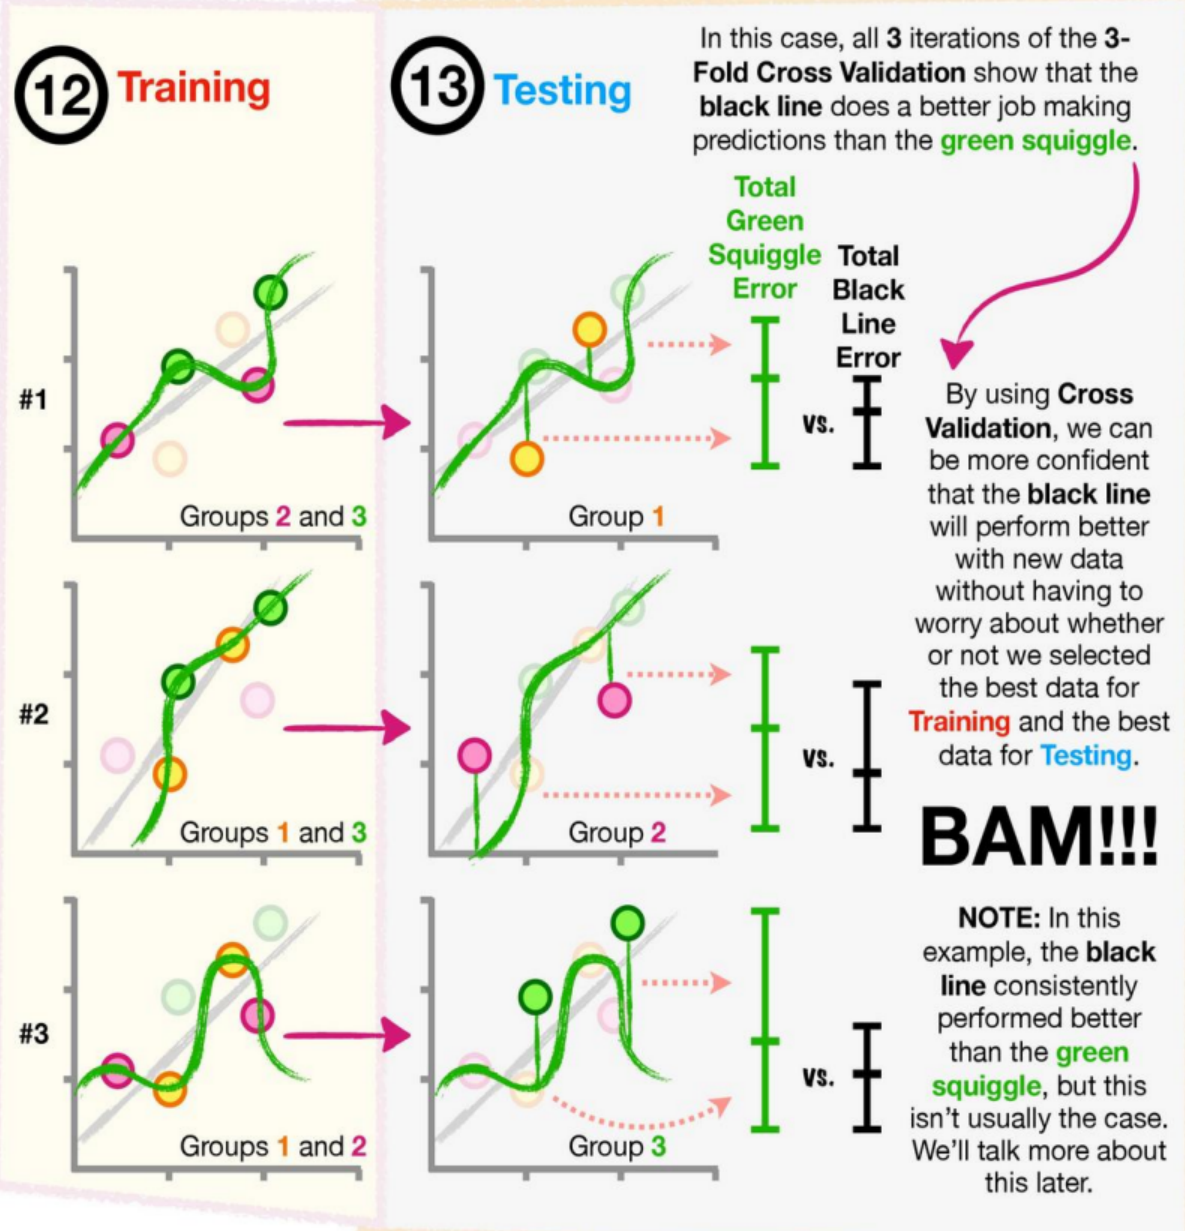 12 Training
13 Testing
In this case, all 3 iterations of the 3-
Fold Cross Validation show that the
black line does a better job making
predictions than the green squiggle.
Total
Green
Squiggle
Error
Total
Black
Line
Error
#1
Groups 2 and 3
Group 1
vs.
By using Cross
Validation, we can
be more confident
that the black line
will perform better
with new data
without having to
worry about whether
or not we selected
the best data for
Training and the best
data for Testing.
#2
Groups 1 and 3
Group 2
vs.
BAM!!!
#3
Groups 1 and 2
Group 3
vs.
NOTE: In this
example, the black
line consistently
performed better
than the green
squiggle, but this
isn't usually the case.
We'll talk more about
this later.